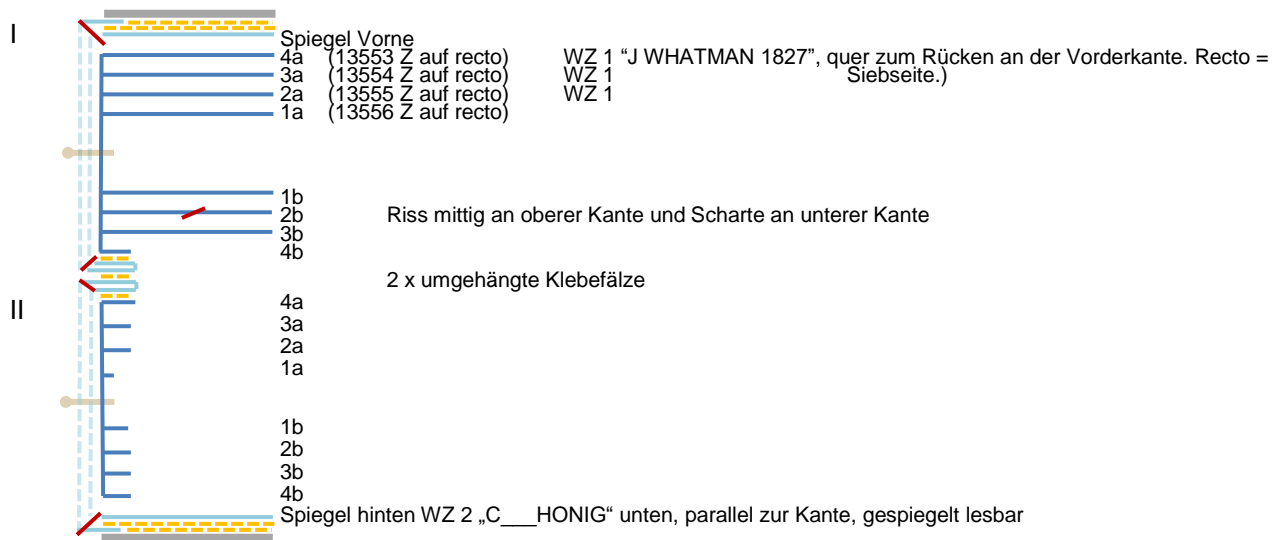 I
Spiegel Vorne
4a (13553 Z auf recto) WZ 1 “J WHATMAN 1827”, quer zum Rücken an der Vorderkante. Recto =
3a (13554 Z auf recto) WZ 1 Siebseite.)
2a (13555 Z auf recto) WZ 1
1a (13556 Z auf recto)
1b
2b Riss mittig an oberer Kante und Scharte an unterer Kante
3b
4b
2 x umgehängte Klebefälze
II
4a
3a
2a
1a
1b
2b
3b
4b
Spiegel hinten WZ 2 „C___HONIG“ unten, parallel zur Kante, gespiegelt lesbar